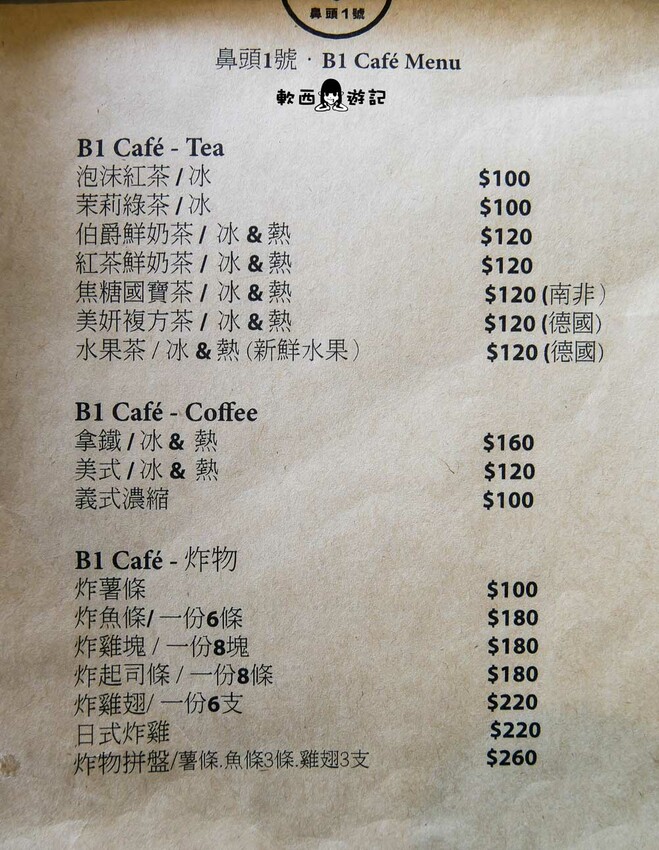 鼻頭1號
鼻頭1號 · B1 Café Menu
軟西遊記
B1 Café - Tea
泡沫紅茶 / 冰 $100
茉莉綠茶 / 冰 $100
伯爵鮮奶茶 / 冰 & 熱 $120
紅茶鮮奶茶 / 冰 & 熱 $120
焦糖國寶茶 / 冰 & 熱 $120 (南非)
美妍複方茶 / 冰 & 熱 $120 (德國)
水果茶 / 冰 & 熱 (新鮮水果) $120 (德國)
B1 Café - Coffee
拿鐵 / 冰 & 熱 $160
美式 / 冰 & 熱 $120
義式濃縮 $100
B1 Café - 炸物
炸薯條 $100
炸魚條/ 一份6條 $180
炸雞塊 / 一份8塊 $180
炸起司條 / 一份8條 $180
炸雞翅/ 一份6支 $220
日式炸雞 $220
炸物拼盤/薯條.魚條3條.雞翅3支 $260